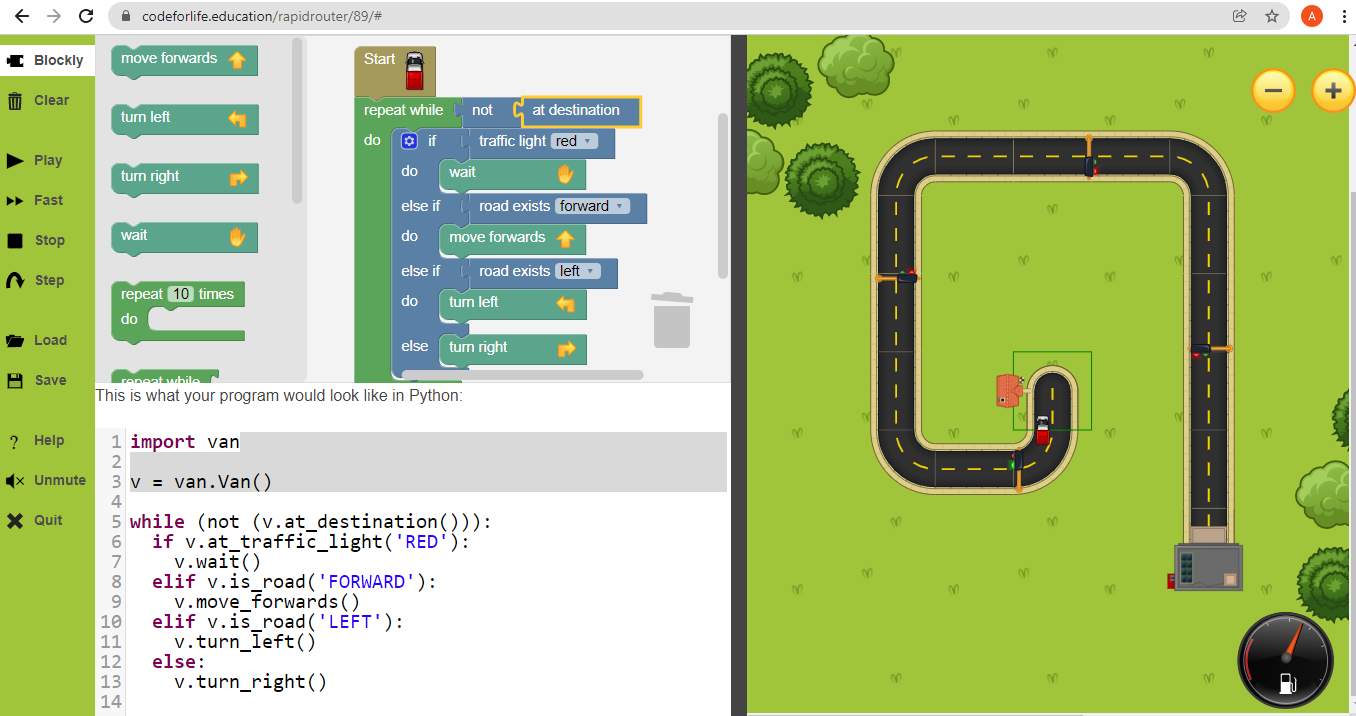 codeforlife.education/rapidrouter/89/#
A
Blockly
Clear
Play
Fast
Stop
Step
Load
Save
? Help
Unmute
Quit
move forwards
turn left
turn right
wait
repeat 10 times
do
repeat while
Start
repeat while not at destination
do if traffic light red
do wait
else if road exists forward
do move forwards
else if road exists left
do turn left
else turn right
This is what your program would look like in Python:
1 import van
2
3 v = van.Van()
4
5 while (not (v.at_destination())):
6 if v.at_traffic_light('RED'):
7 v.wait()
8 elif v.is_road('FORWARD'):
9 v.move_forwards()
10 elif v.is_road('LEFT'):
11 v.turn_left()
12 else:
13 v.turn_right()
14